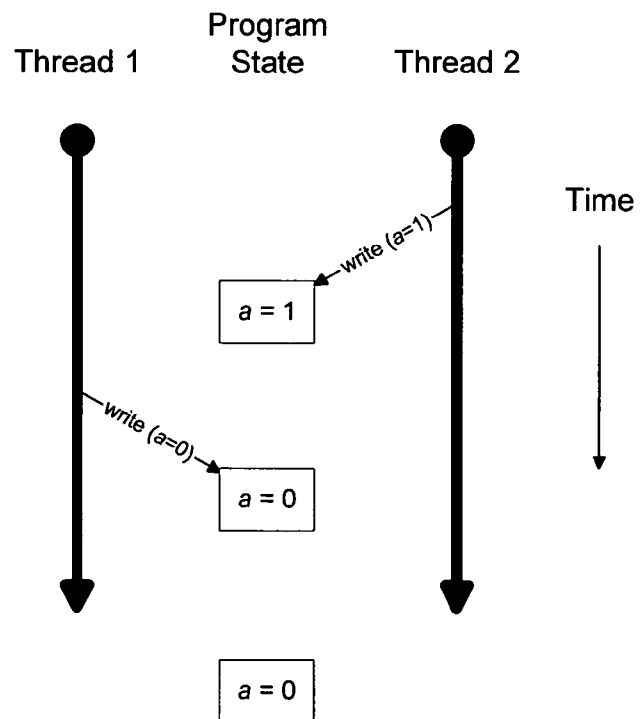 Program
State
Thread 1
Thread 2
Time
write (a=1)
a = 1
write (a=0)
a = 0
a = 0